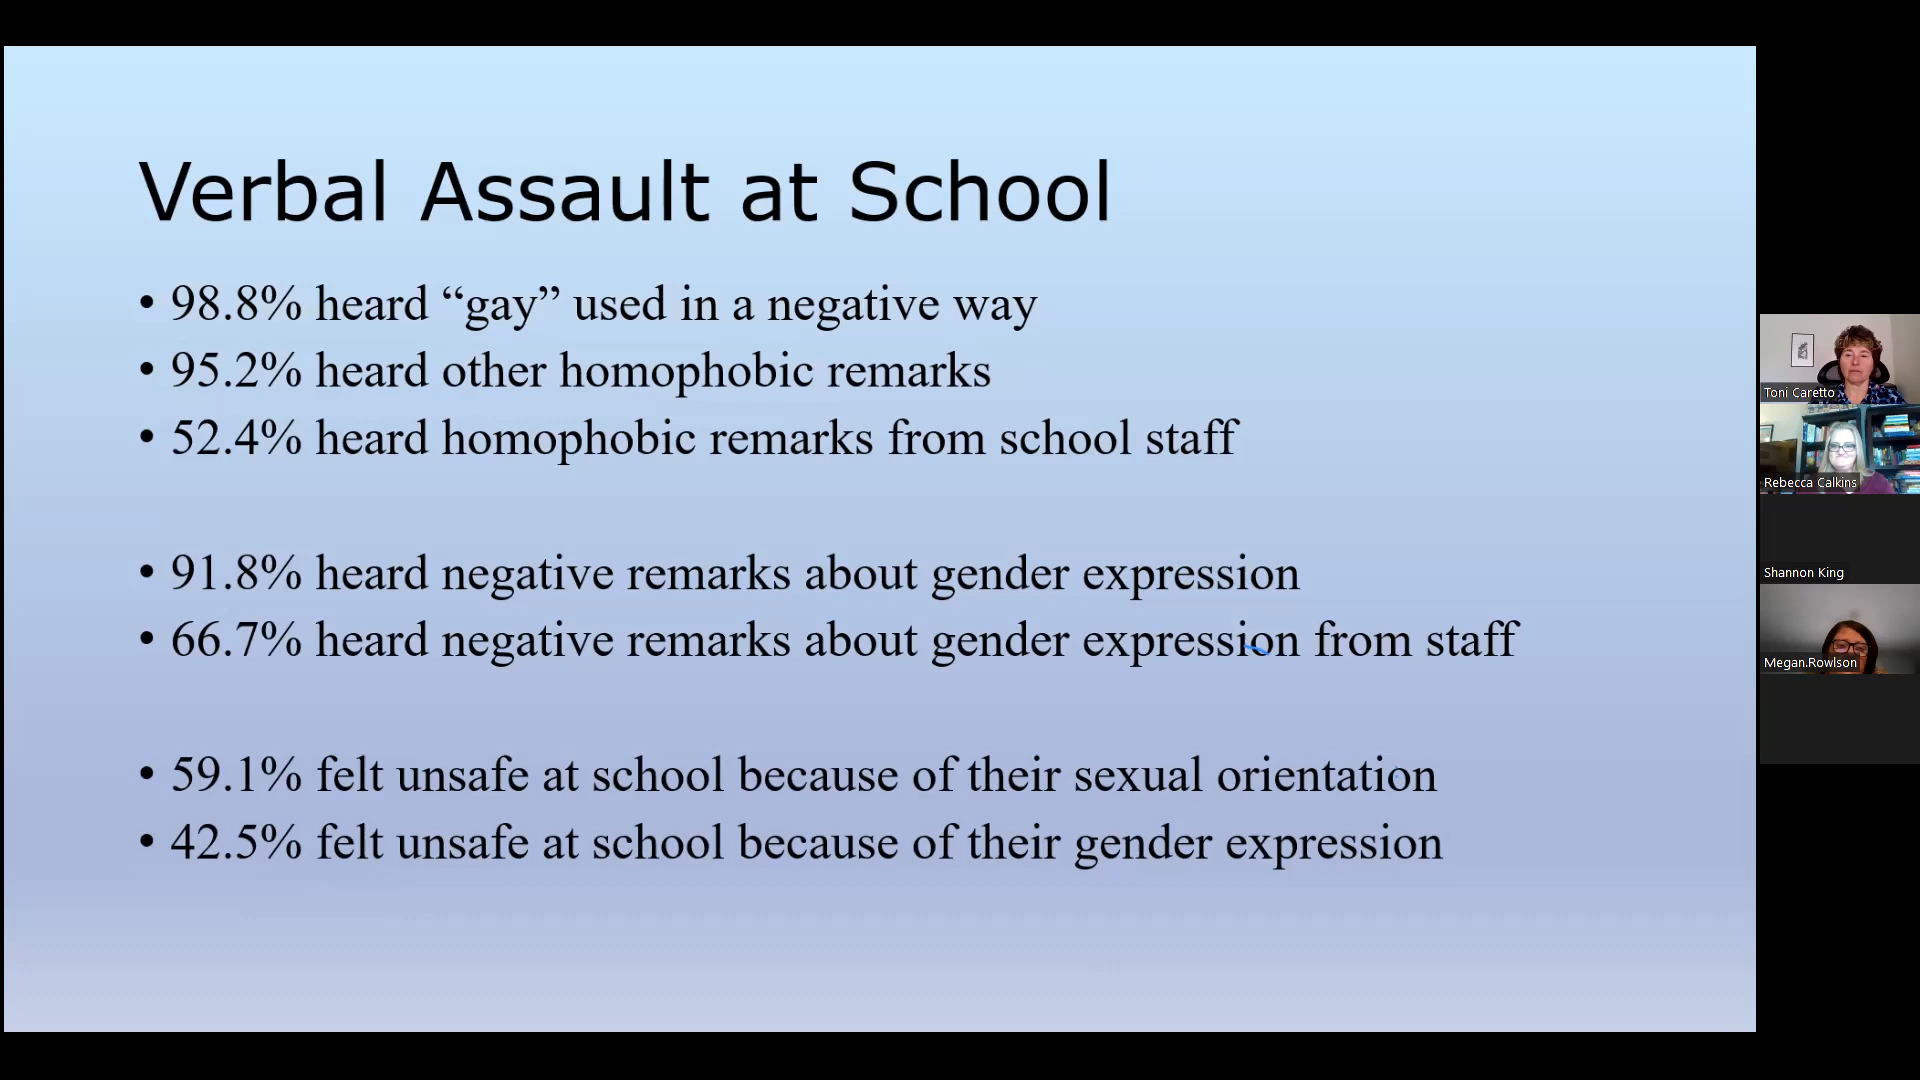 Verbal Assault at School
• 98.8% heard “gay” used in a negative way
• 95.2% heard other homophobic remarks
• 52.4% heard homophobic remarks from school staff
• 91.8% heard negative remarks about gender expression
• 66.7% heard negative remarks about gender expression from staff
• 59.1% felt unsafe at school because of their sexual orientation
• 42.5% felt unsafe at school because of their gender expression
Toni Caretto
Rebecca Calkins
Shannon King
Megan.Rowlson